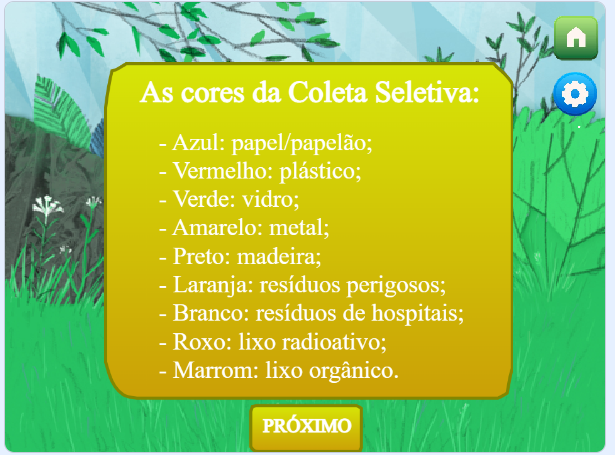 As cores da Coleta Seletiva:
- Azul: papel/papelão;
- Vermelho: plástico;
- Verde: vidro;
- Amarelo: metal;
- Preto: madeira;
- Laranja: resíduos perigosos;
- Branco: resíduos de hospitais;
- Roxo: lixo radioativo;
- Marrom: lixo orgânico.
PRÓXIMO